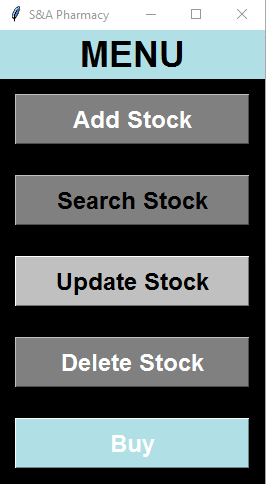 S&A Pharmacy
MENU
Add Stock
Search Stock
Update Stock
Delete Stock
Buy